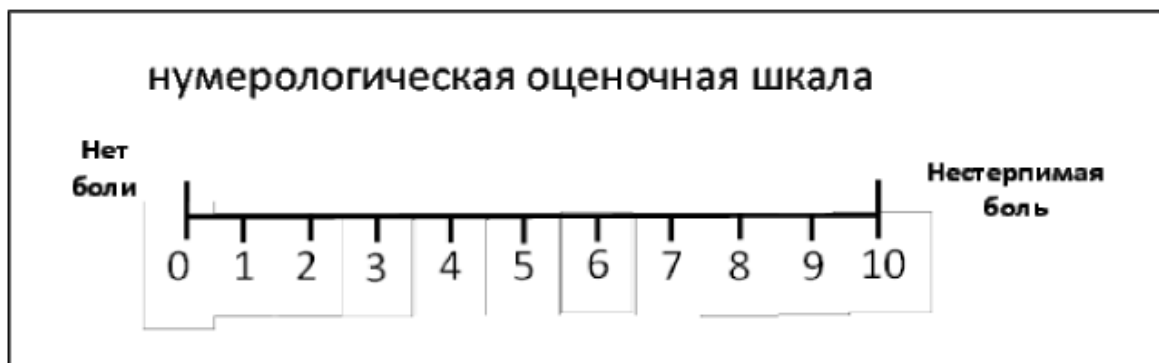 нумерологическая оценочная шкала
Нет
боли
Нестерпимая
боль
0 1 2 3 4 5 6 7 8 9 10